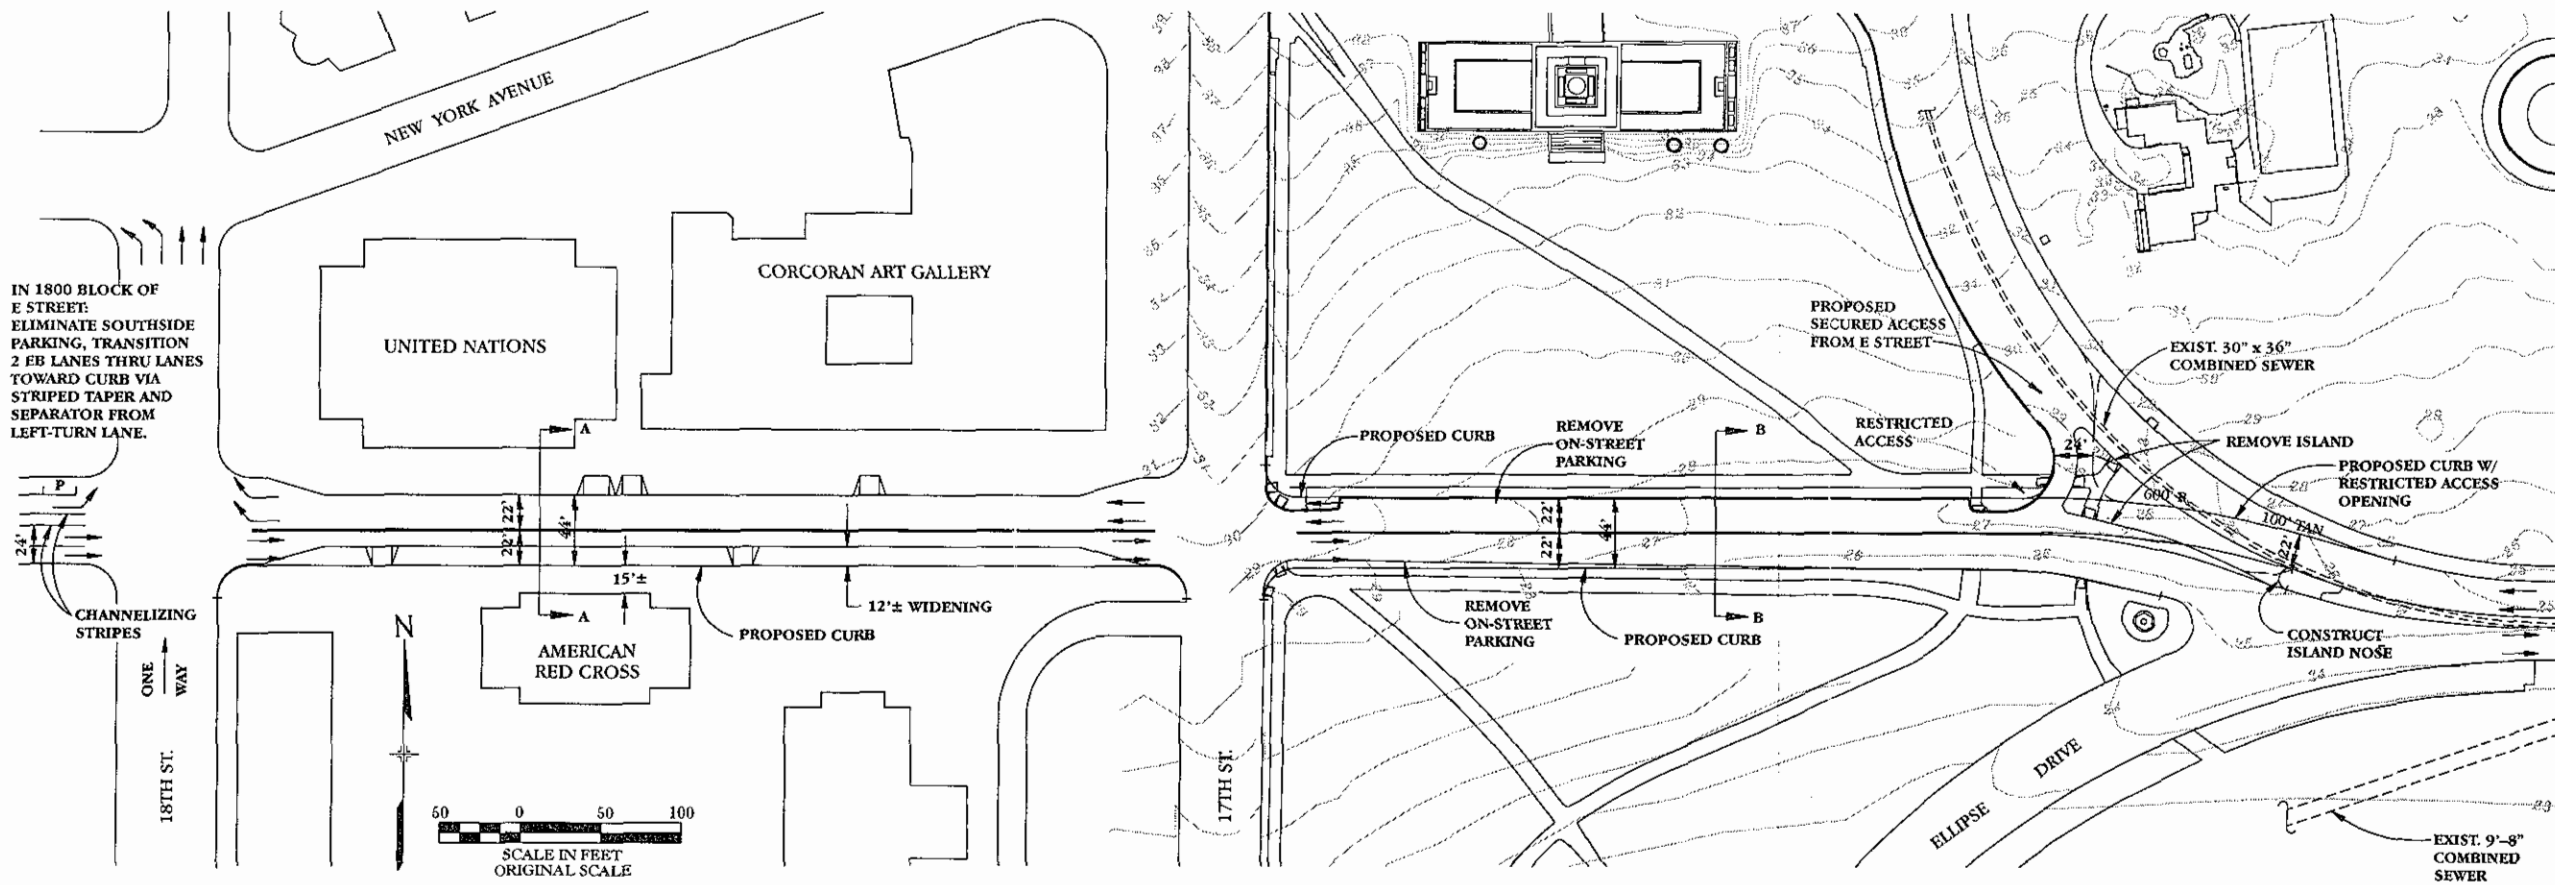 NEW YORK AVENUE
IN 1800 BLOCK OF
E STREET:
ELIMINATE SOUTHSIDE
PARKING, TRANSITION
2 EB LANES THRU LANES
TOWARD CURB VIA
STRIPED TAPER AND
SEPARATOR FROM
LEFT-TURN LANE.
UNITED NATIONS
CORCORAN ART GALLERY
P
24'
CHANNELIZING
STRIPES
ONE
WAY
18TH ST.
N
A
A
22'
22'
44'
15'±
12'± WIDENING
PROPOSED CURB
AMERICAN
RED CROSS
50 0 50 100
SCALE IN FEET
ORIGINAL SCALE
17TH ST.
PROPOSED CURB
REMOVE
ON-STREET
PARKING
B
B
22'
22'
44'
REMOVE
ON-STREET
PARKING
PROPOSED CURB
PROPOSED
SECURED ACCESS
FROM E STREET
RESTRICTED
ACCESS
24'
EXIST. 30" x 36"
COMBINED SEWER
REMOVE ISLAND
PROPOSED CURB W/
RESTRICTED ACCESS
OPENING
600' R
100' TAN
22'
CONSTRUCT
ISLAND NOSE
ELLIPSE DRIVE
EXIST. 9'-8"
COMBINED
SEWER